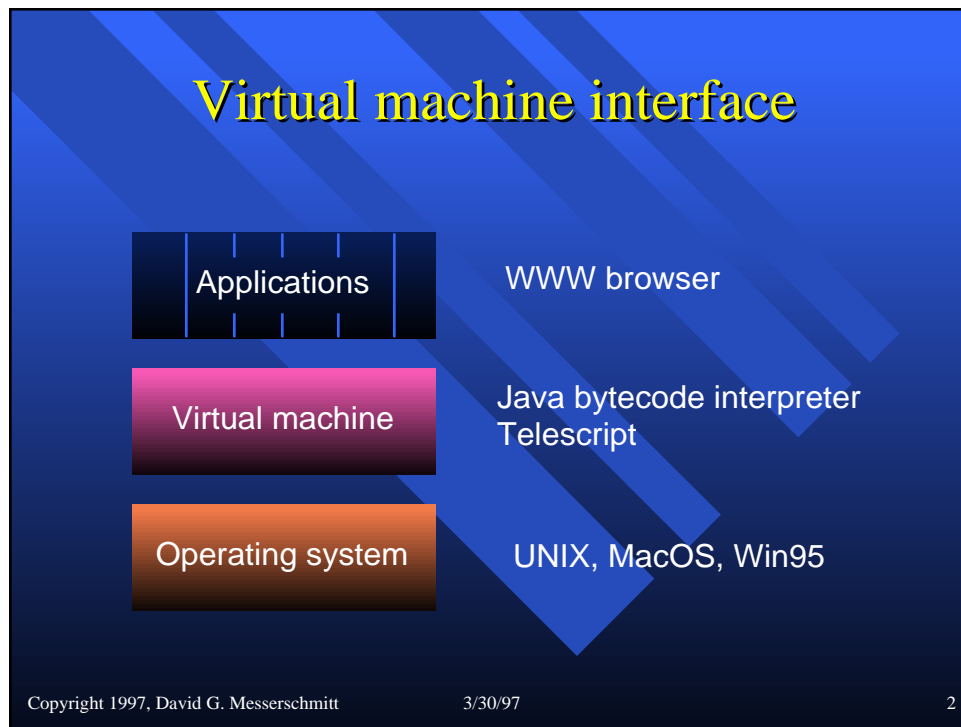 Virtual machine interface
Applications
WWW browser
Virtual machine
Java bytecode interpreter
Telescript
Operating system
UNIX, MacOS, Win95
Copyright 1997, David G. Messerschmitt
3/30/97
2